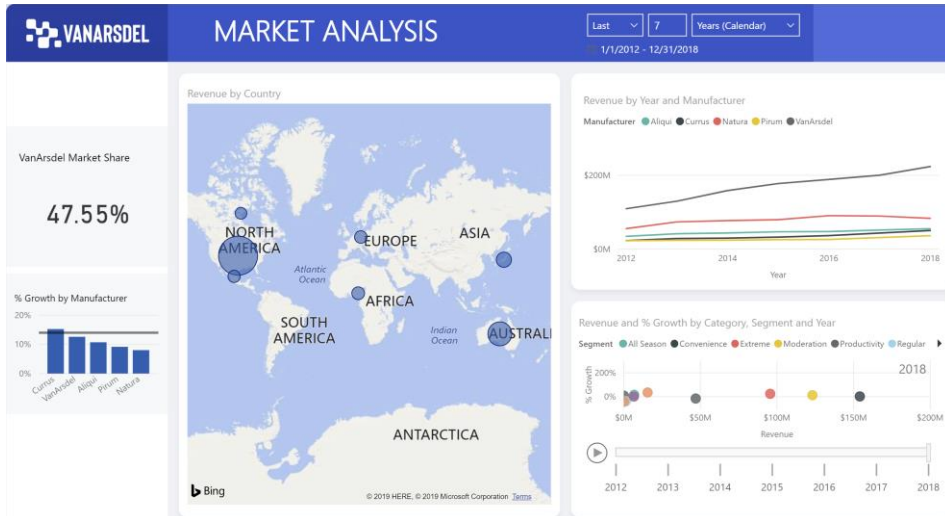 VANARSDEL
MARKET ANALYSIS
Last
7
Years (Calendar)
1/1/2012 - 12/31/2018
VanArsdel Market Share
47.55%
% Growth by Manufacturer
20%
10%
0%
Currus
VanArsdel
Aliqui
Pirum
Natura
Revenue by Country
NORTH
AMERICA
EUROPE
ASIA
Atlantic
Ocean
AFRICA
SOUTH
AMERICA
Indian
Ocean
AUSTRALI
ANTARCTICA
Bing
© 2019 HERE, © 2019 Microsoft Corporation Terms
Revenue by Year and Manufacturer
Manufacturer Aliqui Currus Natura Pirum VanArsdel
$200M
$0M
2012 2014 2016 2018
Year
Revenue and % Growth by Category, Segment and Year
Segment All Season Convenience Extreme Moderation Productivity Regular
2018
% Growth
200%
0%
$0M $50M $100M $150M $200M
Revenue
2012 2013 2014 2015 2016 2017 2018